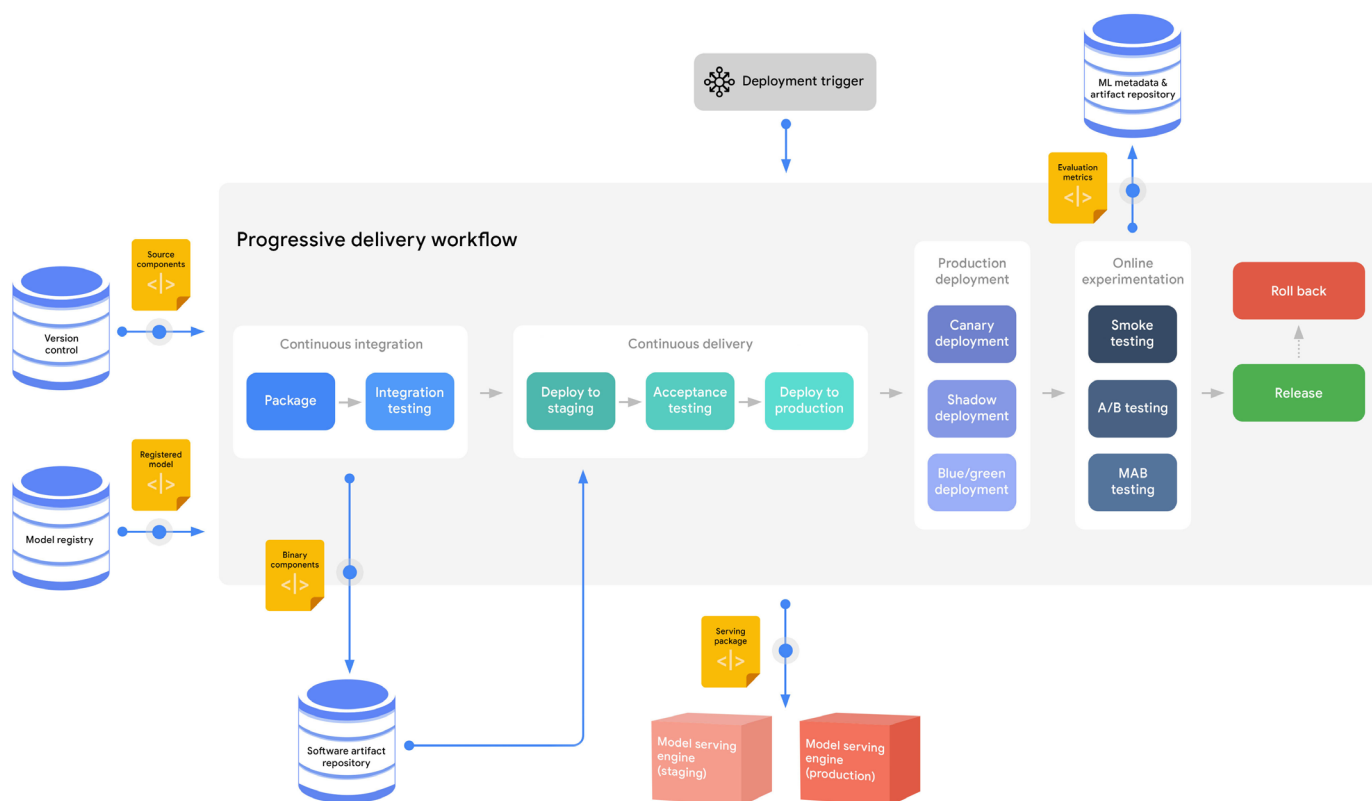 Deployment trigger
ML metadata &
artifact repository
Evaluation
metrics
Progressive delivery workflow
Source
components
Version
control
Registered
model
Model registry
Continuous integration
Package
Integration
testing
Continuous delivery
Deploy to
staging
Acceptance
testing
Deploy to
production
Production
deployment
Canary
deployment
Shadow
deployment
Blue/green
deployment
Online
experimentation
Smoke
testing
A/B testing
MAB
testing
Roll back
Release
Binary
components
Software artifact
repository
Serving
package
Model serving
engine
(staging)
Model serving
engine
(production)